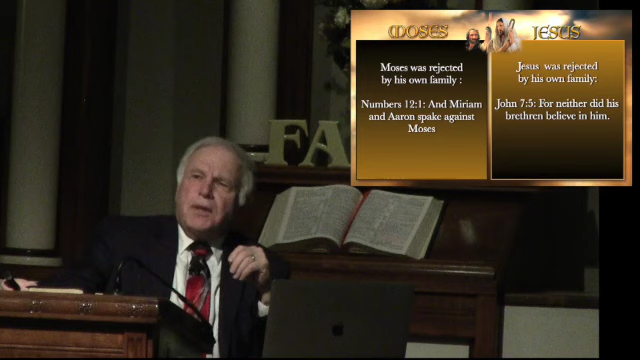 MOSES
JESUS
Moses was rejected
by his own family :
Numbers 12:1: And Miriam
and Aaron spake against
Moses
Jesus was rejected
by his own family:
John 7:5: For neither did his
brethren believe in him.
FA